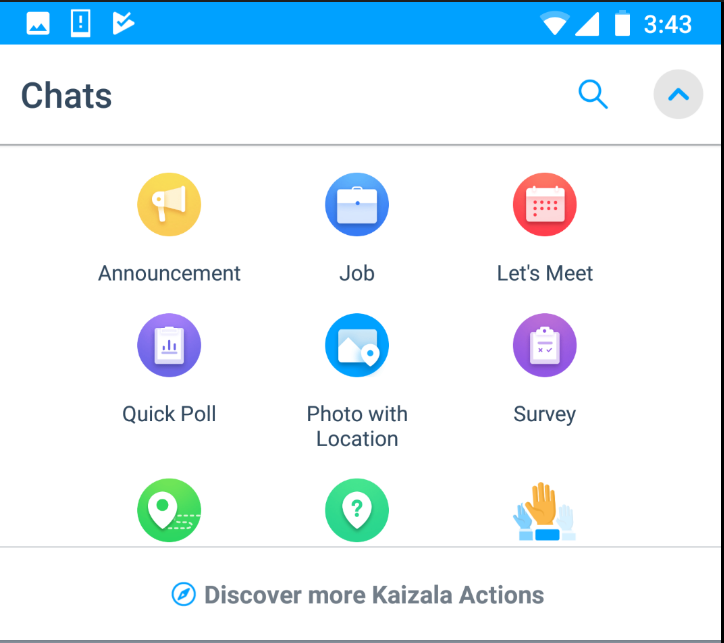 3:43
Chats
Announcement
Job
Let's Meet
Quick Poll
Photo with
Location
Survey
?
Discover more Kaizala Actions